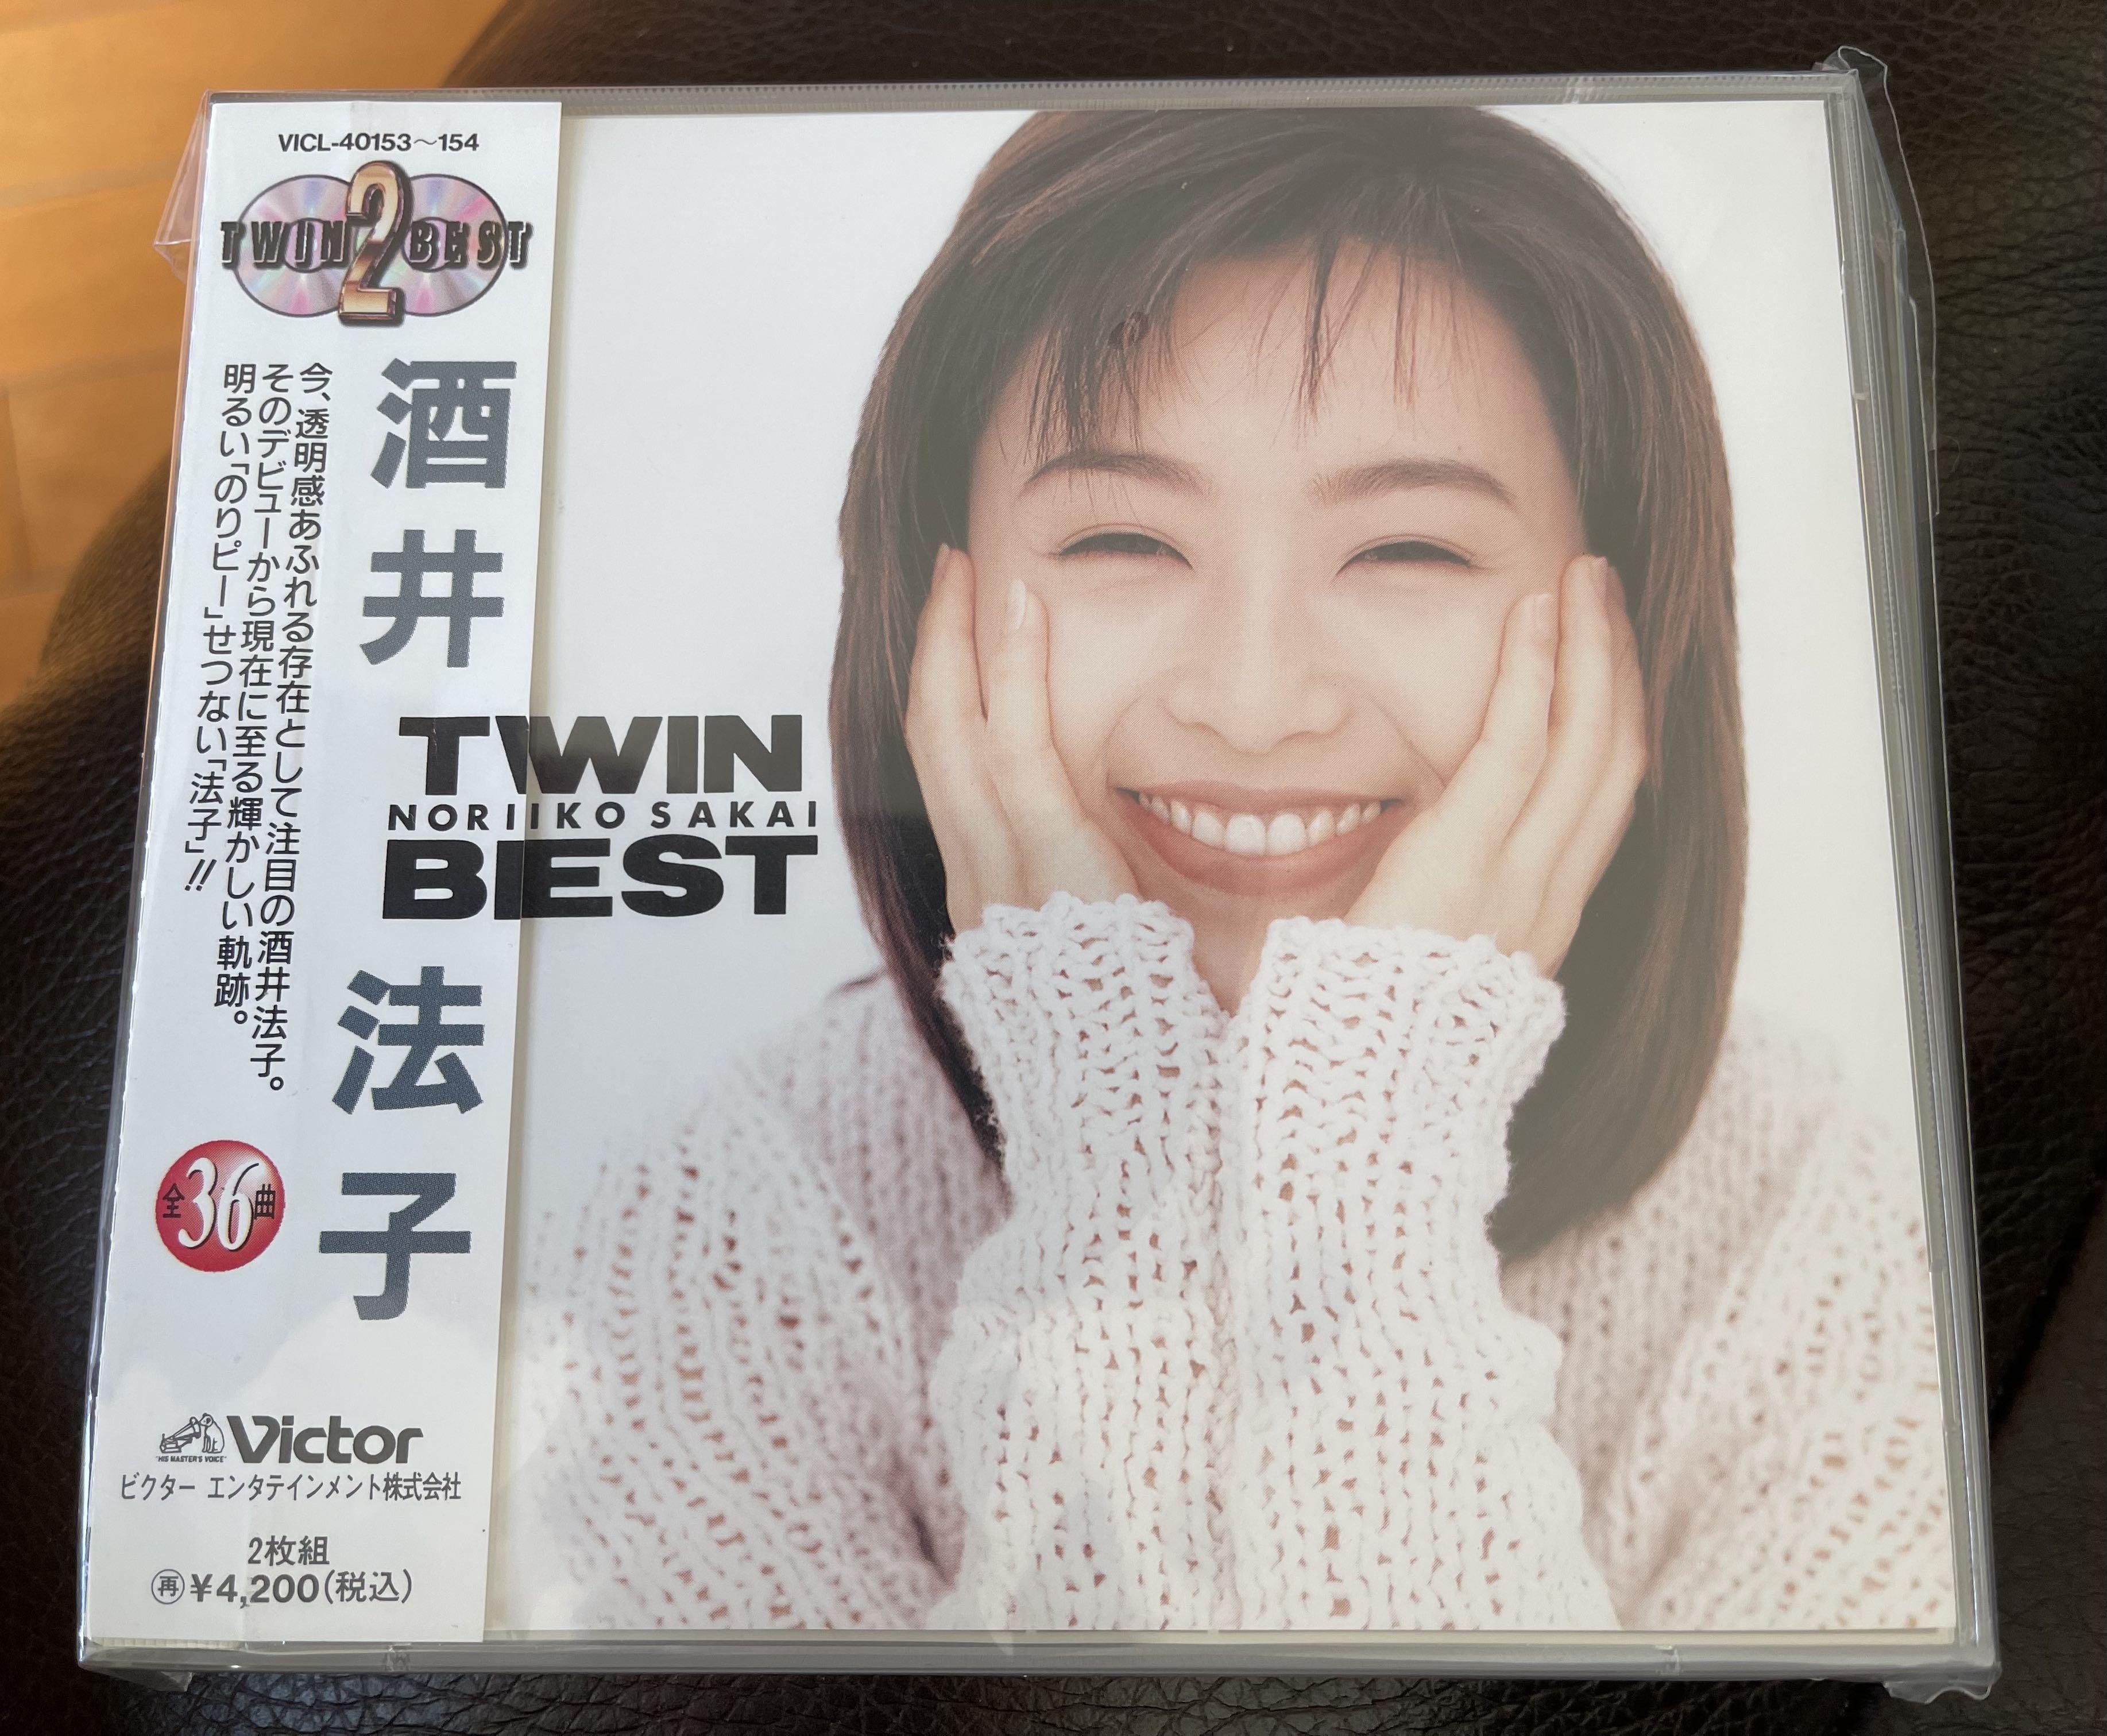 VICL-40153～154
TWIN 2 BEST
酒井法子
今、透明感あふれる存在として注目の酒井法子。
そのデビューから現在に至る輝かしい軌跡。
明るい「のりピー」せつない「法子」!!
TWIN
NORIIKO SAKAI
BEST
全36曲
"HIS MASTER'S VOICE"
Victor
ビクター エンタテインメント株式会社
2枚組
再¥4,200(税込)